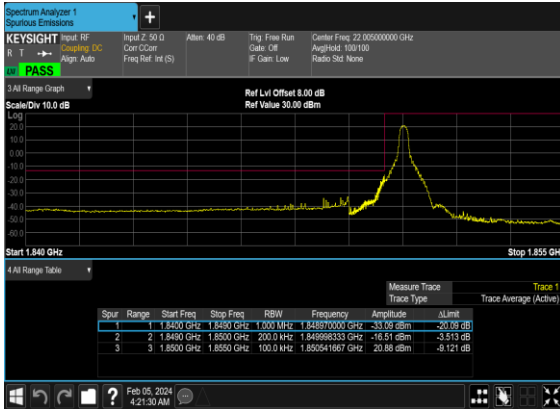 Spectrum Analyzer 1
Spurious Emissions
+
KEYSIGHT
R T
LNI PASS
Input: RF
Coupling: DC
Align: Auto
Input Z: 50 Ω
Corr CCorr
Freq Ref: Int (S)
Atten: 40 dB
Trig: Free Run
Gate: Off
IF Gain: Low
Center Freq: 22.005000000 GHz
Avg|Hold: 100/100
Radio Std: None
3 All Range Graph
Scale/Div 10.0 dB
Ref Lvl Offset 8.00 dB
Ref Value 30.00 dBm
Log
20.0
10.0
0.00
-10.0
-20.0
-30.0
-40.0
-50.0
-60.0
Start 1.840 GHz
Stop 1.855 GH
4 All Range Table
Measure Trace Trace 1
Trace Type Trace Average (Active)
Spur Range Start Freq Stop Freq RBW Frequency Amplitude ΔLimit
1 1 1.8400 GHz 1.8490 GHz 1.000 MHz 1.848970000 GHz -33.09 dBm -20.09 dB
2 2 1.8490 GHz 1.8500 GHz 200.0 kHz 1.849998333 GHz -16.51 dBm -3.513 dB
3 3 1.8500 GHz 1.8550 GHz 100.0 kHz 1.850541667 GHz 20.88 dBm -9.121 dB
?
Feb 05, 2024
4:21:30 AM